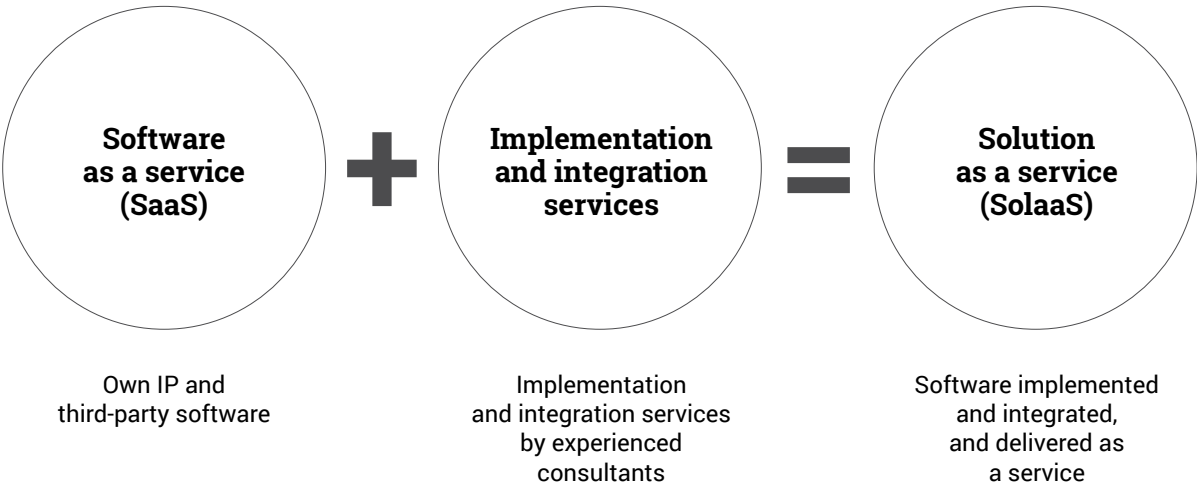 Software
as a service
(SaaS)
Implementation
and integration
services
Solution
as a service
(SolaaS)
Own IP and
third-party software
Implementation
and integration services
by experienced
consultants
Software implemented
and integrated,
and delivered as
a service